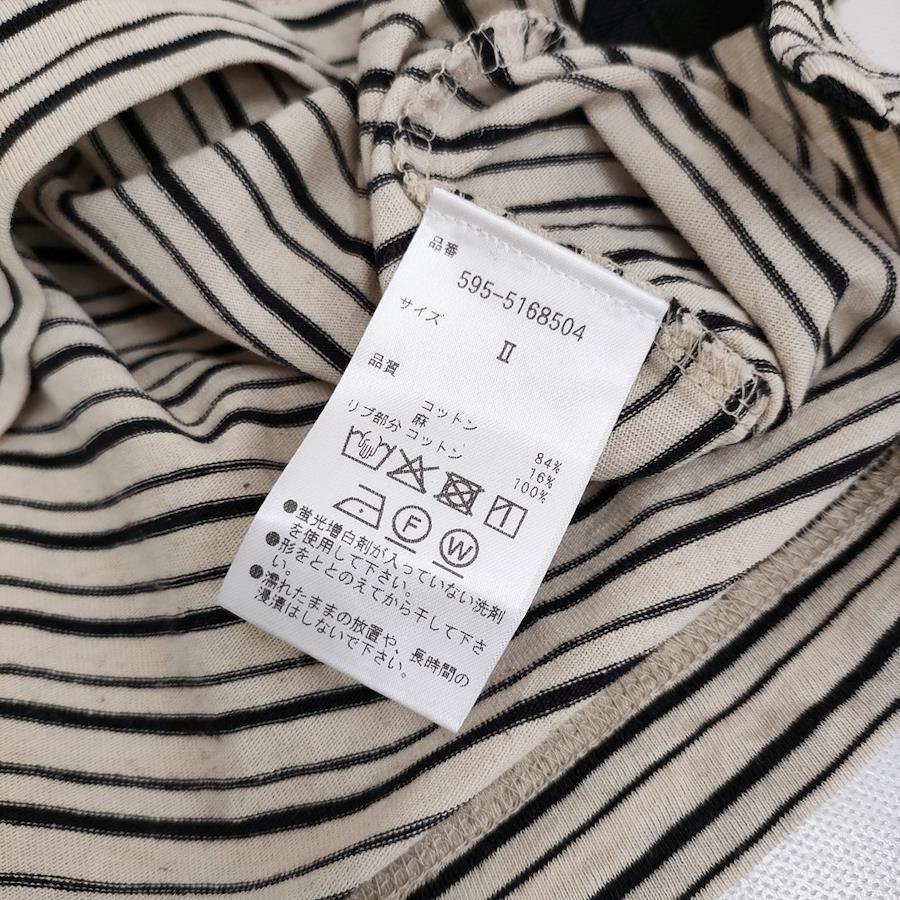 品番
595-5168504
サイズ
Ⅱ
品質
コットン 84%
麻 16%
リブ部分 コットン 100%
F W
●蛍光増白剤が入っていない洗剤
を使用して下さい。
●形をととのえてから干して下さ
い。
●濡れたままの放置や、長時間の
浸漬はしないで下さい。